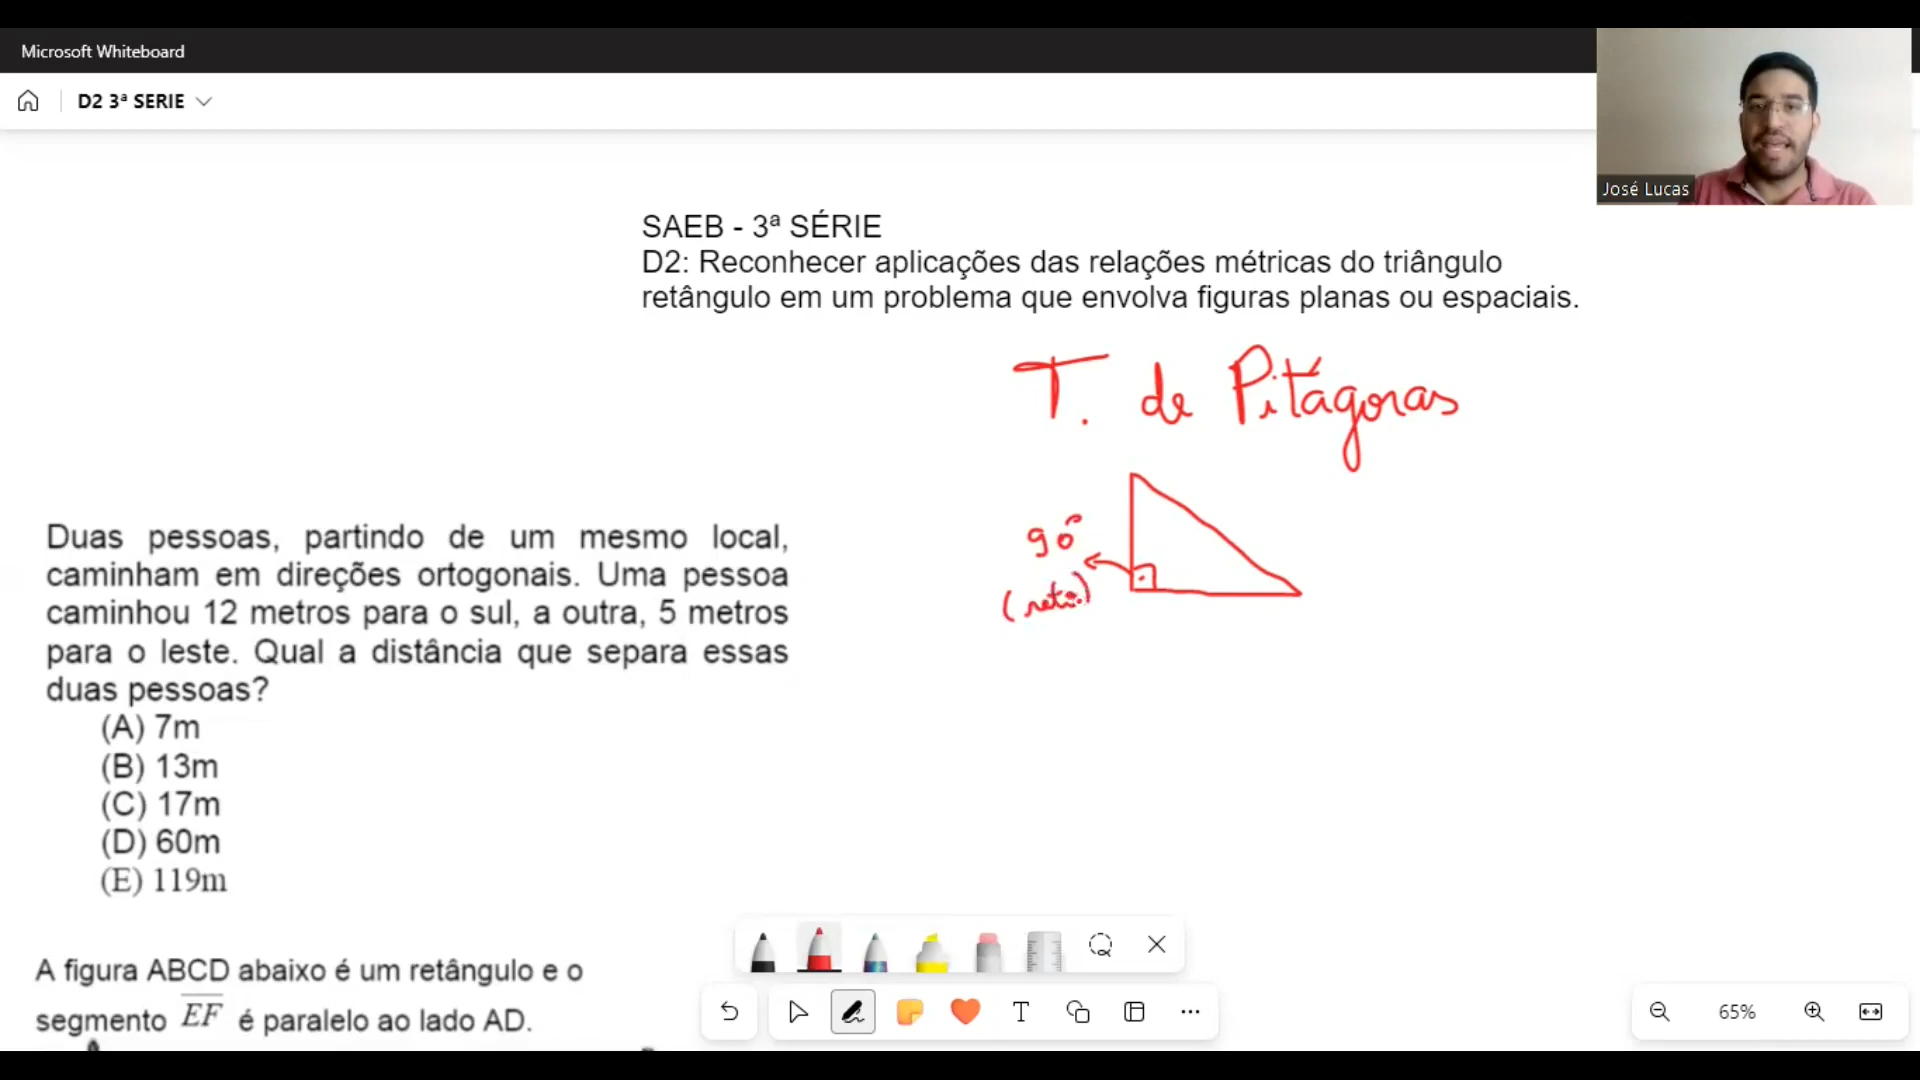 Microsoft Whiteboard
D2 3ª SERIE
José Lucas
SAEB - 3ª SÉRIE
D2: Reconhecer aplicações das relações métricas do triângulo
retângulo em um problema que envolva figuras planas ou espaciais.
T. de Pitágoras
90°
(reto)
Duas pessoas, partindo de um mesmo local,
caminham em direções ortogonais. Uma pessoa
caminhou 12 metros para o sul, a outra, 5 metros
para o leste. Qual a distância que separa essas
duas pessoas?
(A) 7m
(B) 13m
(C) 17m
(D) 60m
(E) 119m
A figura ABCD abaixo é um retângulo e o
segmento EF é paralelo ao lado AD.
T
65%